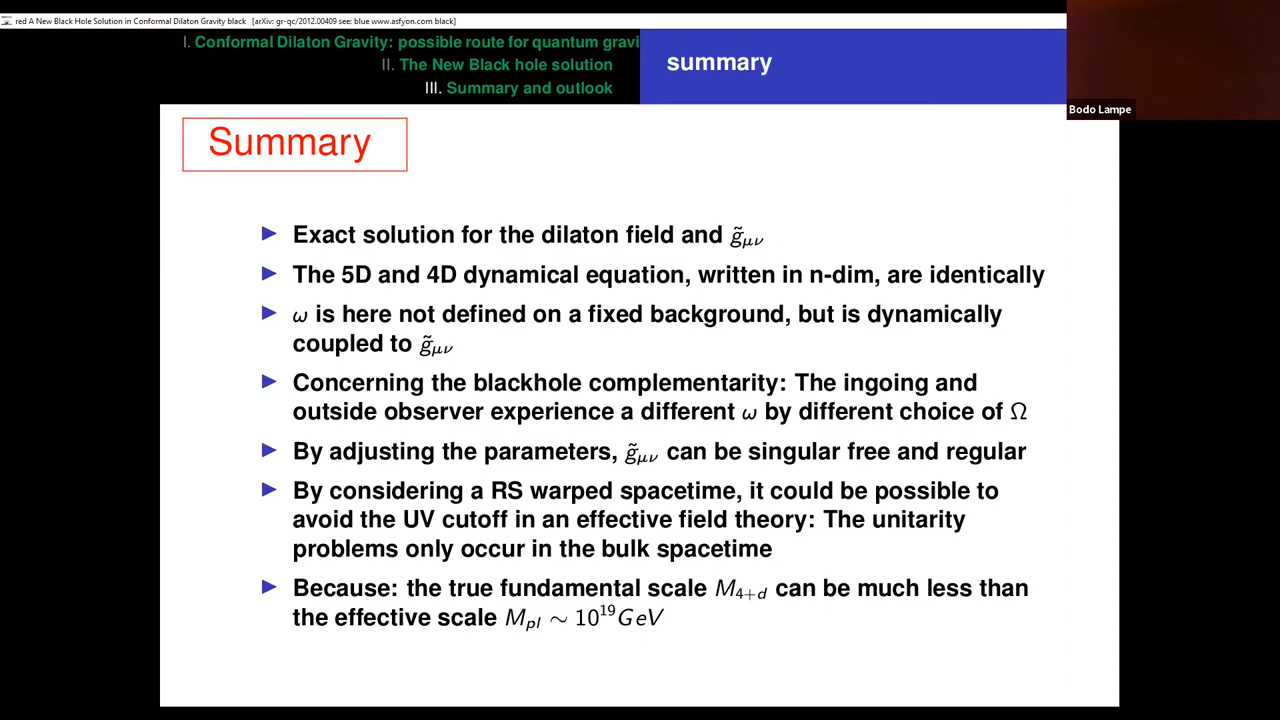 red A New Black Hole Solution in Conformal Dilaton Gravity black [arXiv: gr-qc/2012.00409 see: blue www.asfyon.com black]
I. Conformal Dilaton Gravity: possible route for quantum gravi
II. The New Black hole solution
III. Summary and outlook
summary
Bodo Lampe
Summary
▶ Exact solution for the dilaton field and g̃μν
▶ The 5D and 4D dynamical equation, written in n-dim, are identically
▶ ω is here not defined on a fixed background, but is dynamically
coupled to g̃μν
▶ Concerning the blackhole complementarity: The ingoing and
outside observer experience a different ω by different choice of Ω
▶ By adjusting the parameters, g̃μν can be singular free and regular
▶ By considering a RS warped spacetime, it could be possible to
avoid the UV cutoff in an effective field theory: The unitarity
problems only occur in the bulk spacetime
▶ Because: the true fundamental scale M4+d can be much less than
the effective scale Mpl ∼ 10^19 GeV